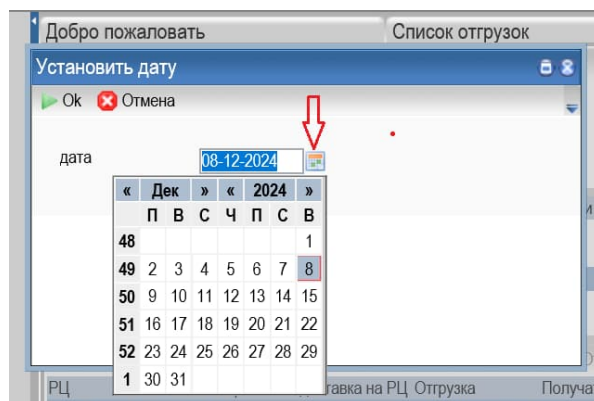 Добро пожаловать Список отгрузок
Установить дату
Ok Отмена
дата 08-12-2024
« Дек » « 2024 »
П В С Ч П С В
48 1
49 2 3 4 5 6 7 8
50 9 10 11 12 13 14 15
51 16 17 18 19 20 21 22
52 23 24 25 26 27 28 29
1 30 31
РЦ на РЦ Отгрузка